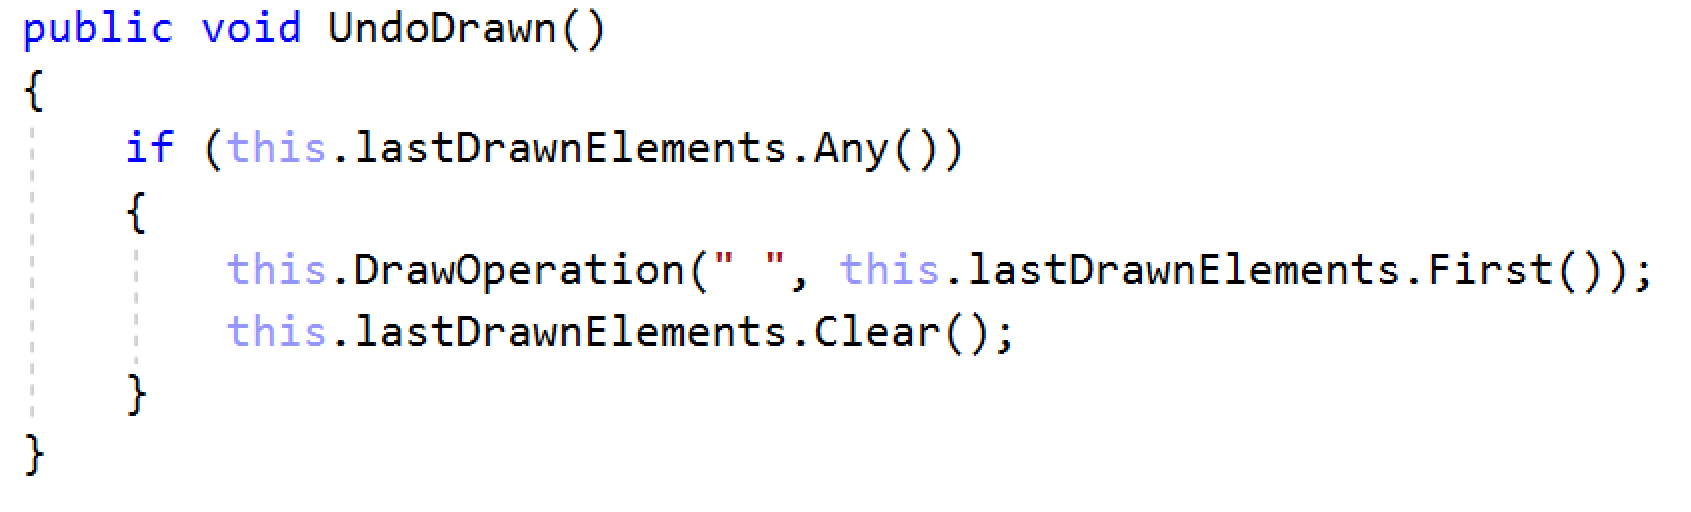 public void UndoDrawn()
{
    if (this.lastDrawnElements.Any())
    {
        this.DrawOperation(" ", this.lastDrawnElements.First());
        this.lastDrawnElements.Clear();
    }
}